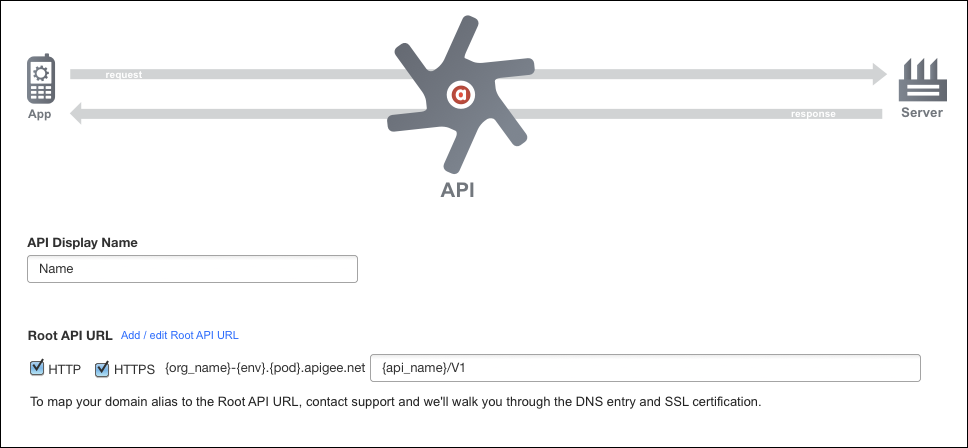 request
App
a
response
Server
API
API Display Name
Name
Root API URL Add / edit Root API URL
HTTP HTTPS {org_name}-{env}.{pod}.apigee.net {api_name}/V1
To map your domain alias to the Root API URL, contact support and we'll walk you through the DNS entry and SSL certification.